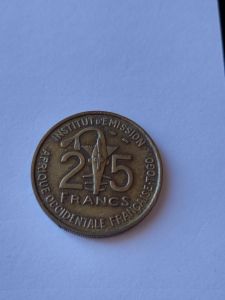 INSTITUT D'EMISSION
AFRIQUE OCCIDENTALE FRANÇAISE·TOGO
25
FRANCS